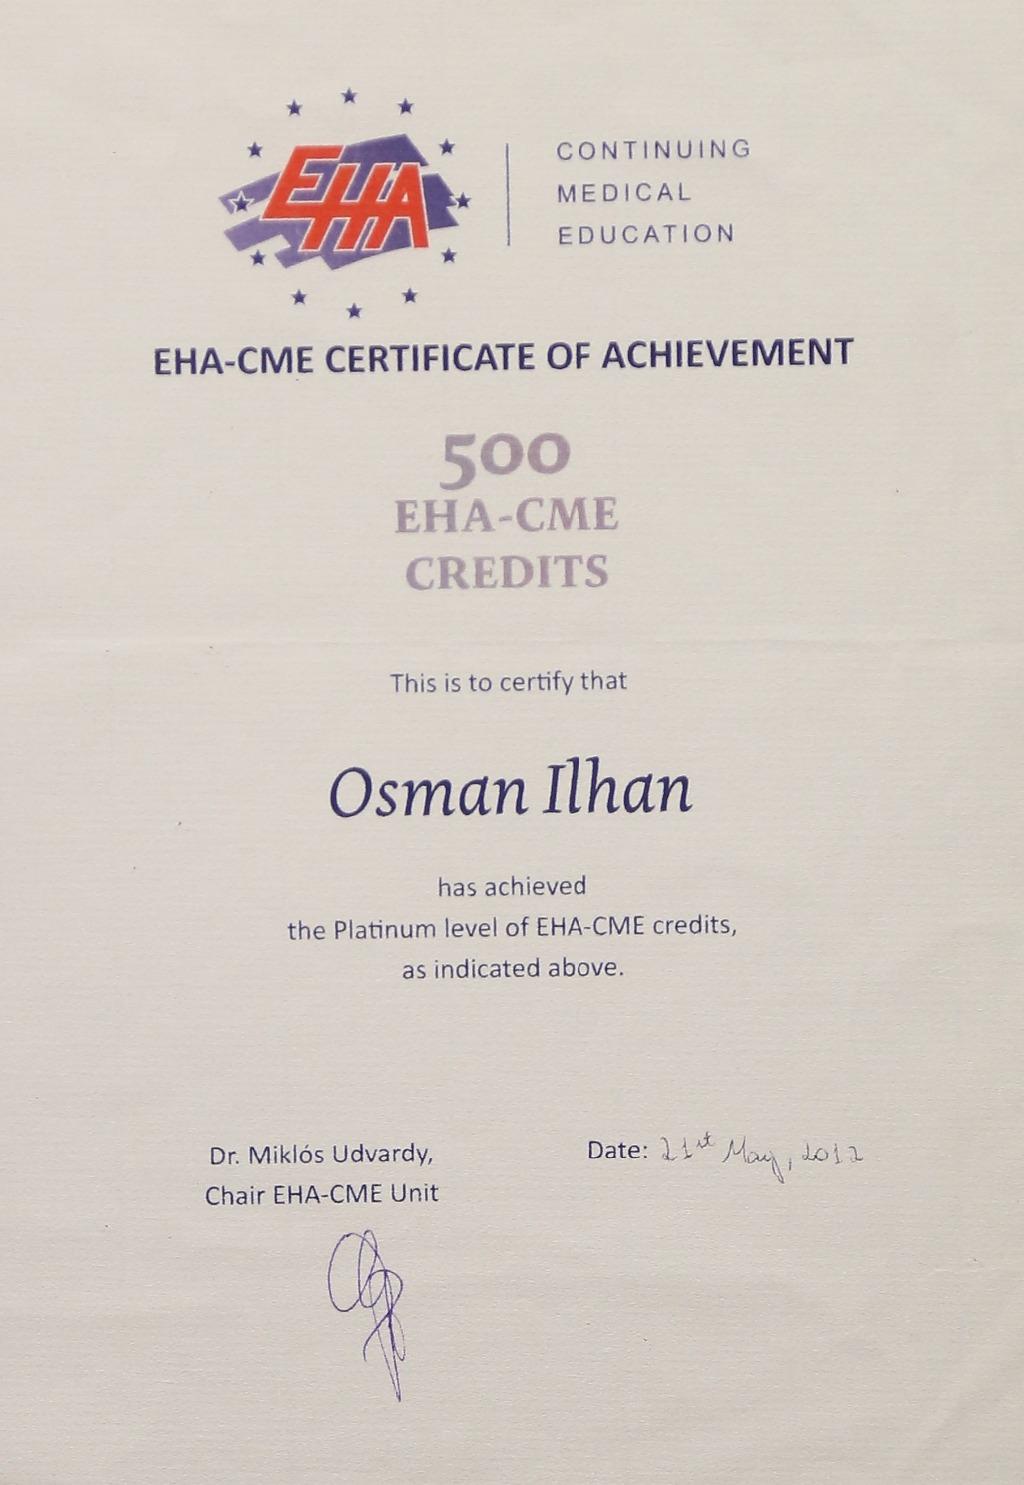 EHA
CONTINUING
MEDICAL
EDUCATION
EHA-CME CERTIFICATE OF ACHIEVEMENT
500
EHA-CME
CREDITS
This is to certify that
Osman Ilhan
has achieved
the Platinum level of EHA-CME credits,
as indicated above.
Dr. Miklós Udvardy,
Chair EHA-CME Unit
Date: 21st May, 2012